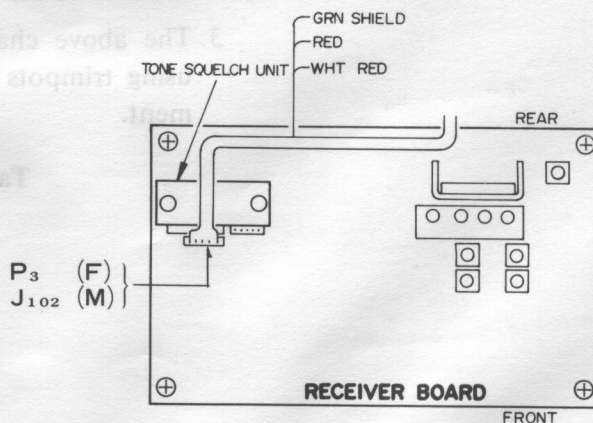 3. The above cha
using trimpots
ment.
Ta
GRN SHIELD
RED
WHT RED
TONE SQUELCH UNIT
REAR
P₃ (F)
J₁₀₂ (M)
RECEIVER BOARD
FRONT